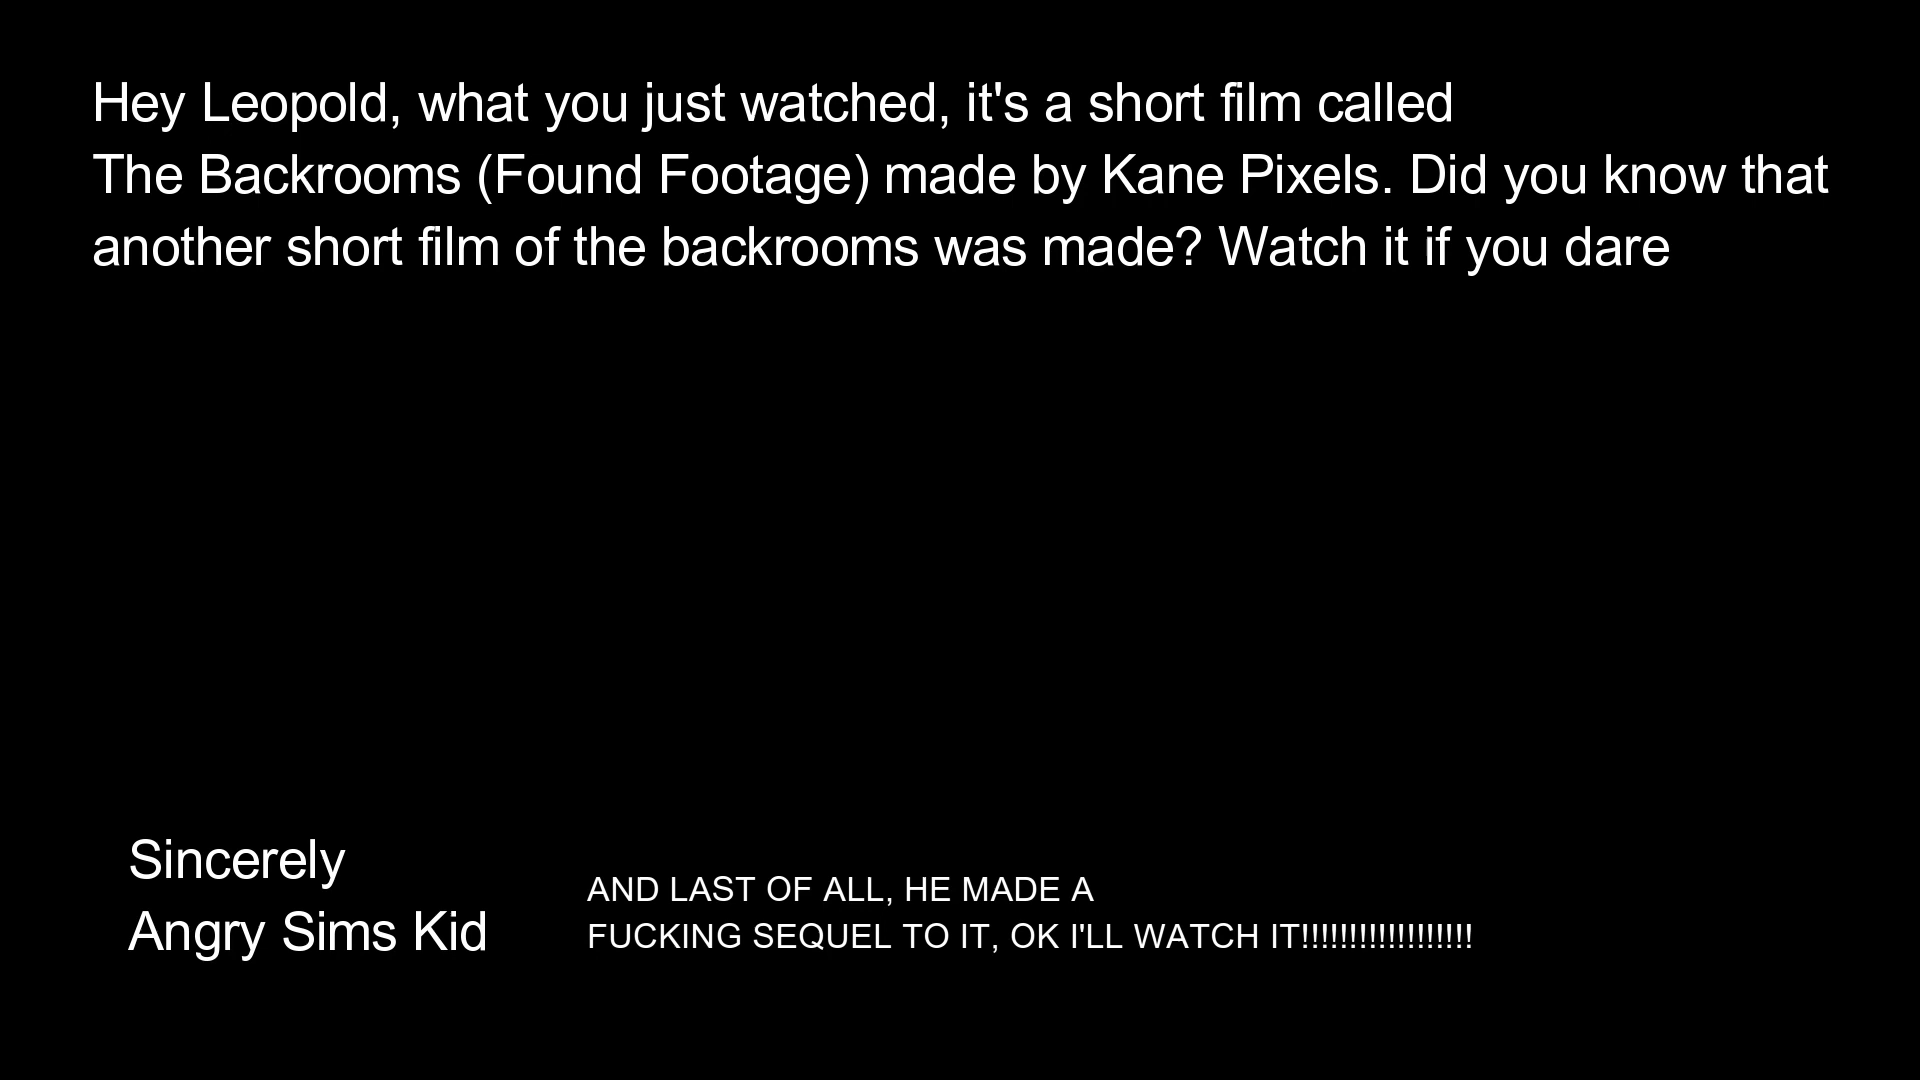 Hey Leopold, what you just watched, it's a short film called
The Backrooms (Found Footage) made by Kane Pixels. Did you know that
another short film of the backrooms was made? Watch it if you dare
Sincerely
Angry Sims Kid
AND LAST OF ALL, HE MADE A
FUCKING SEQUEL TO IT, OK I'LL WATCH IT!!!!!!!!!!!!!!!!!!